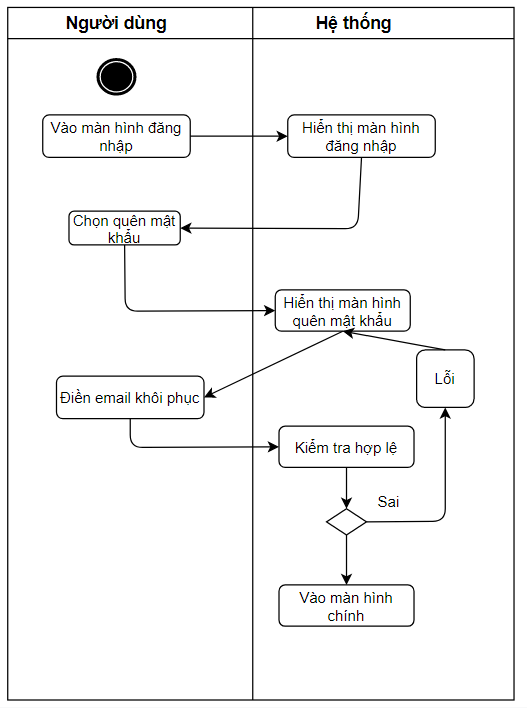 Người dùng
Hệ thống
Vào màn hình đăng
nhập
Hiển thị màn hình
đăng nhập
Chọn quên mật
khẩu
Hiển thị màn hình
quên mật khẩu
Lỗi
Điền email khôi phục
Kiểm tra hợp lệ
Sai
Vào màn hình
chính